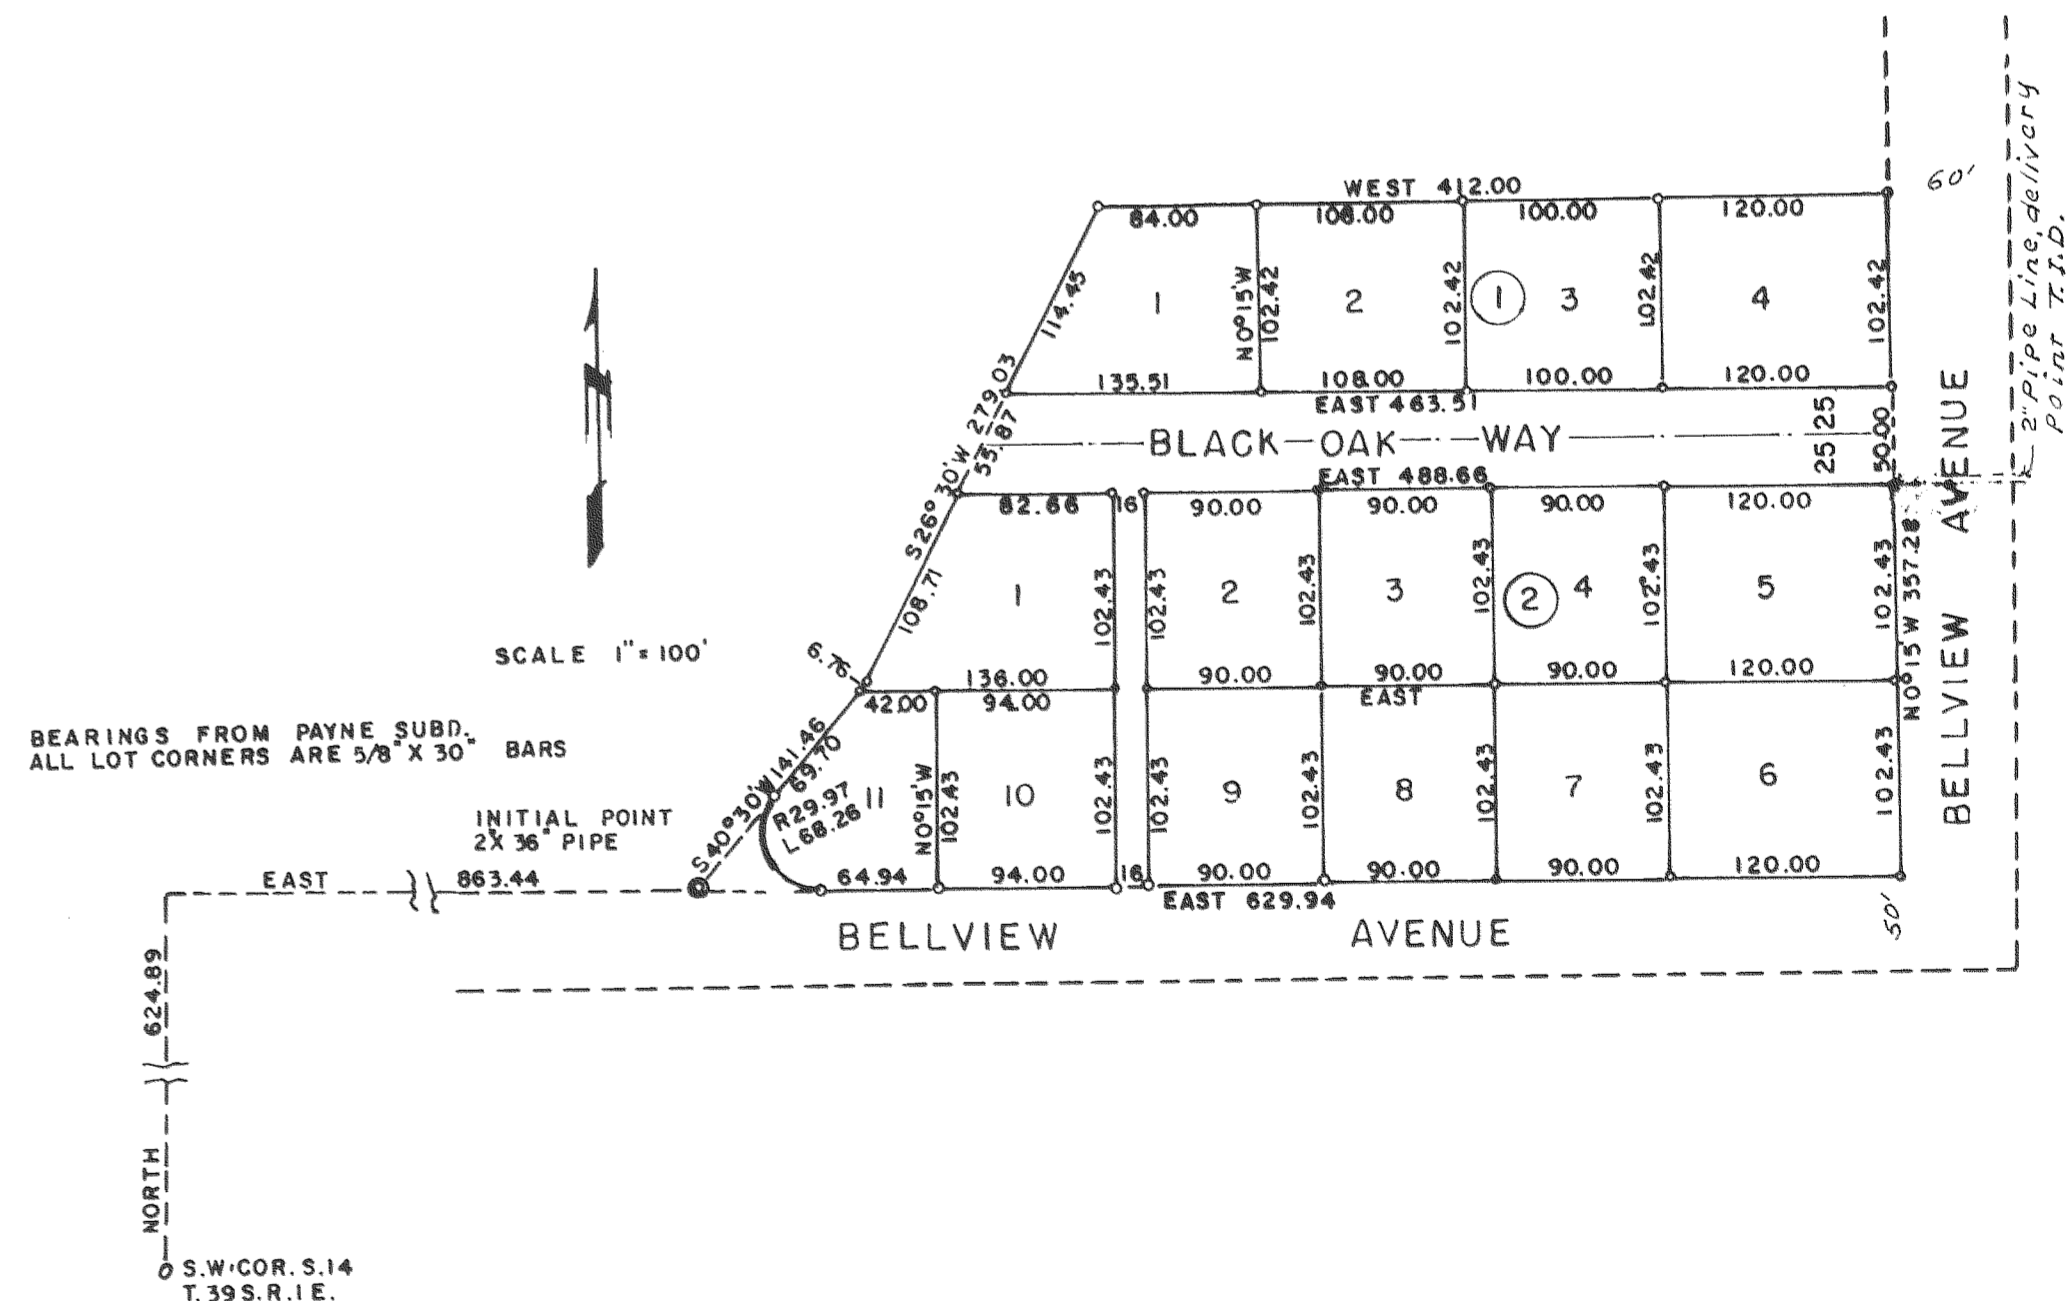 60'
2" Pipe Line, delivery
Point T.I.D.
WEST 412.00
84.00
108.00
100.00
120.00
114.45
1
N0°15'W
102.42
2
102.42
1
3
102.42
4
102.42
135.51
108.00
100.00
120.00
EAST 463.51
S26°30'W 279.03
55.87
BLACK OAK WAY
25 25
50.00
EAST 488.66
82.66
16
90.00
90.00
90.00
120.00
108.71
1
102.43
102.43
2
102.43
3
102.43
2
4
102.43
5
102.43
N0°15'W 357.28
BELLVIEW AVENUE
SCALE 1"=100'
6.76
136.00
90.00
90.00
90.00
120.00
EAST
42.00
94.00
BEARINGS FROM PAYNE SUBD.
ALL LOT CORNERS ARE 5/8" X 30" BARS
S40°30'W 141.46
69.70
R29.97
L68.26
11
N0°15'W
102.43
10
102.43
102.43
9
102.43
8
102.43
7
102.43
6
102.43
INITIAL POINT
2"X 36" PIPE
EAST 863.44
64.94
94.00
16
90.00
90.00
90.00
120.00
EAST 629.94
50'
BELLVIEW AVENUE
624.89
NORTH
S.W. COR. S.14
T.39 S.R.1 E.